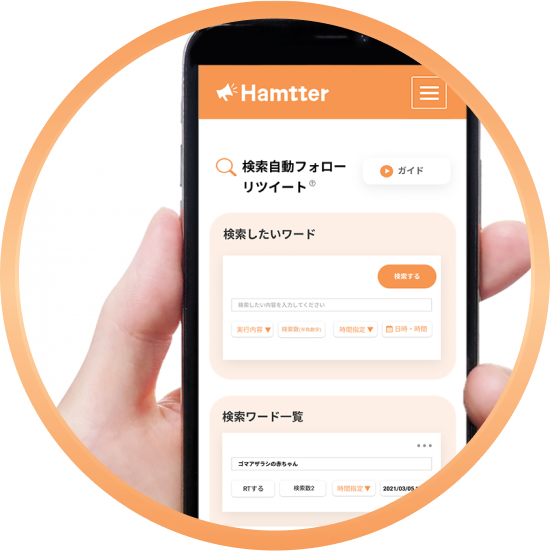 Hamtter
検索自動フォロー
リツイート ?
ガイド
検索したいワード
検索する
検索したい内容を入力してください
実行内容 ▼ 検索数(半角数字) 時間指定 ▼ 日時・時間
検索ワード一覧
ゴマアザラシの赤ちゃん
RTする 検索数2 時間指定▼ 2021/03/05